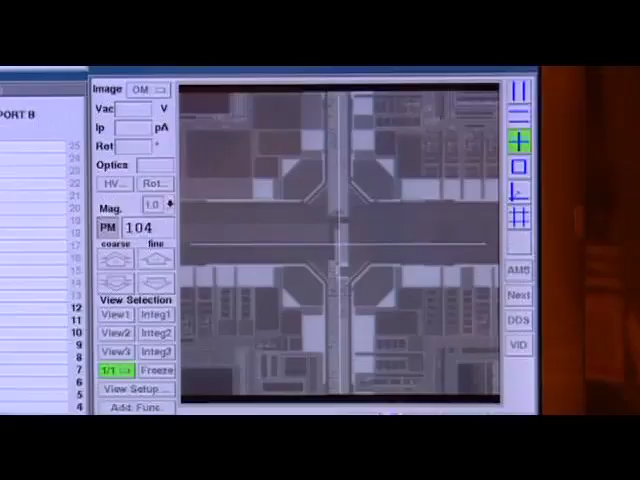 Image OM
PORT B
Vac V
Ip pA
Rot °
Optics
HV... Rot...
Mag. 1.0
PM 104
coarse fine
View Selection
View1 Integ1
View2 Integ2
View3 Integ3
1/1 Freeze
View Setup...
Add. Func.
25
24
23
22
21
20
19
18
17
16
15
14
13
12
11
10
9
8
7
6
5
4
AMS
Next
DDS
VID